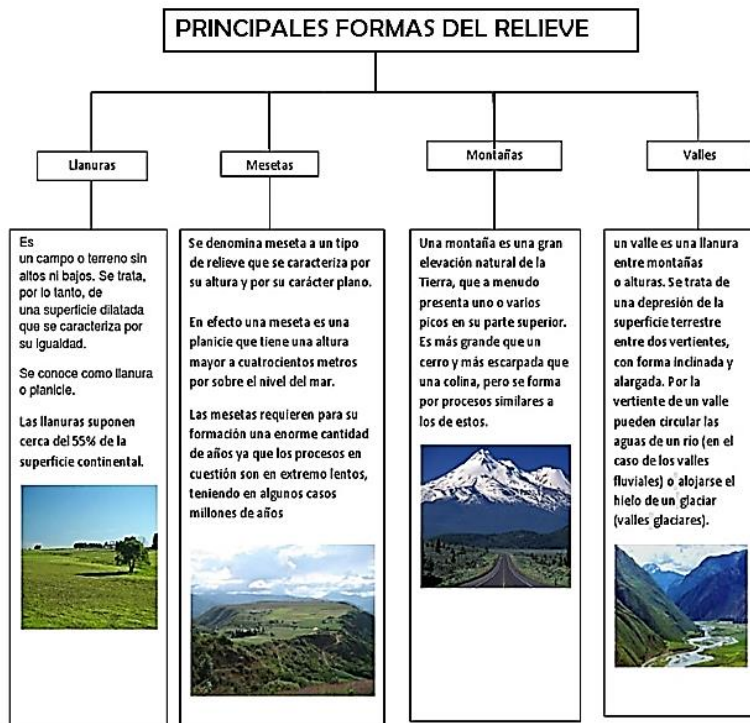 PRINCIPALES FORMAS DEL RELIEVE
Llanuras
Mesetas
Montañas
Valles
Es
un campo o terreno sin
altos ni bajos. Se trata,
por lo tanto, de
una superficie dilatada
que se caracteriza por
su igualdad.
Se conoce como llanura
o planicie.
Las llanuras suponen
cerca del 55% de la
superficie continental.
Se denomina meseta a un tipo
de relieve que se caracteriza por
su altura y por su carácter plano.
En efecto una meseta es una
planicie que tiene una altura
mayor a cuatrocientos metros
por sobre el nivel del mar.
Las mesetas requieren para su
formación una enorme cantidad
de años ya que los procesos en
cuestión son en extremo lentos,
teniendo en algunos casos
millones de años
Una montaña es una gran
elevación natural de la
Tierra, que a menudo
presenta uno o varios
picos en su parte superior.
Es más grande que un
cerro y más escarpada que
una colina, pero se forma
por procesos similares a
los de estos.
un valle es una llanura
entre montañas
o alturas. Se trata de
una depresión de la
superficie terrestre
entre dos vertientes,
con forma inclinada y
alargada. Por la
vertiente de un valle
pueden circular las
aguas de un río (en el
caso de los valles
fluviales) o alojarse el
hielo de un glaciar
(valles glaciares).